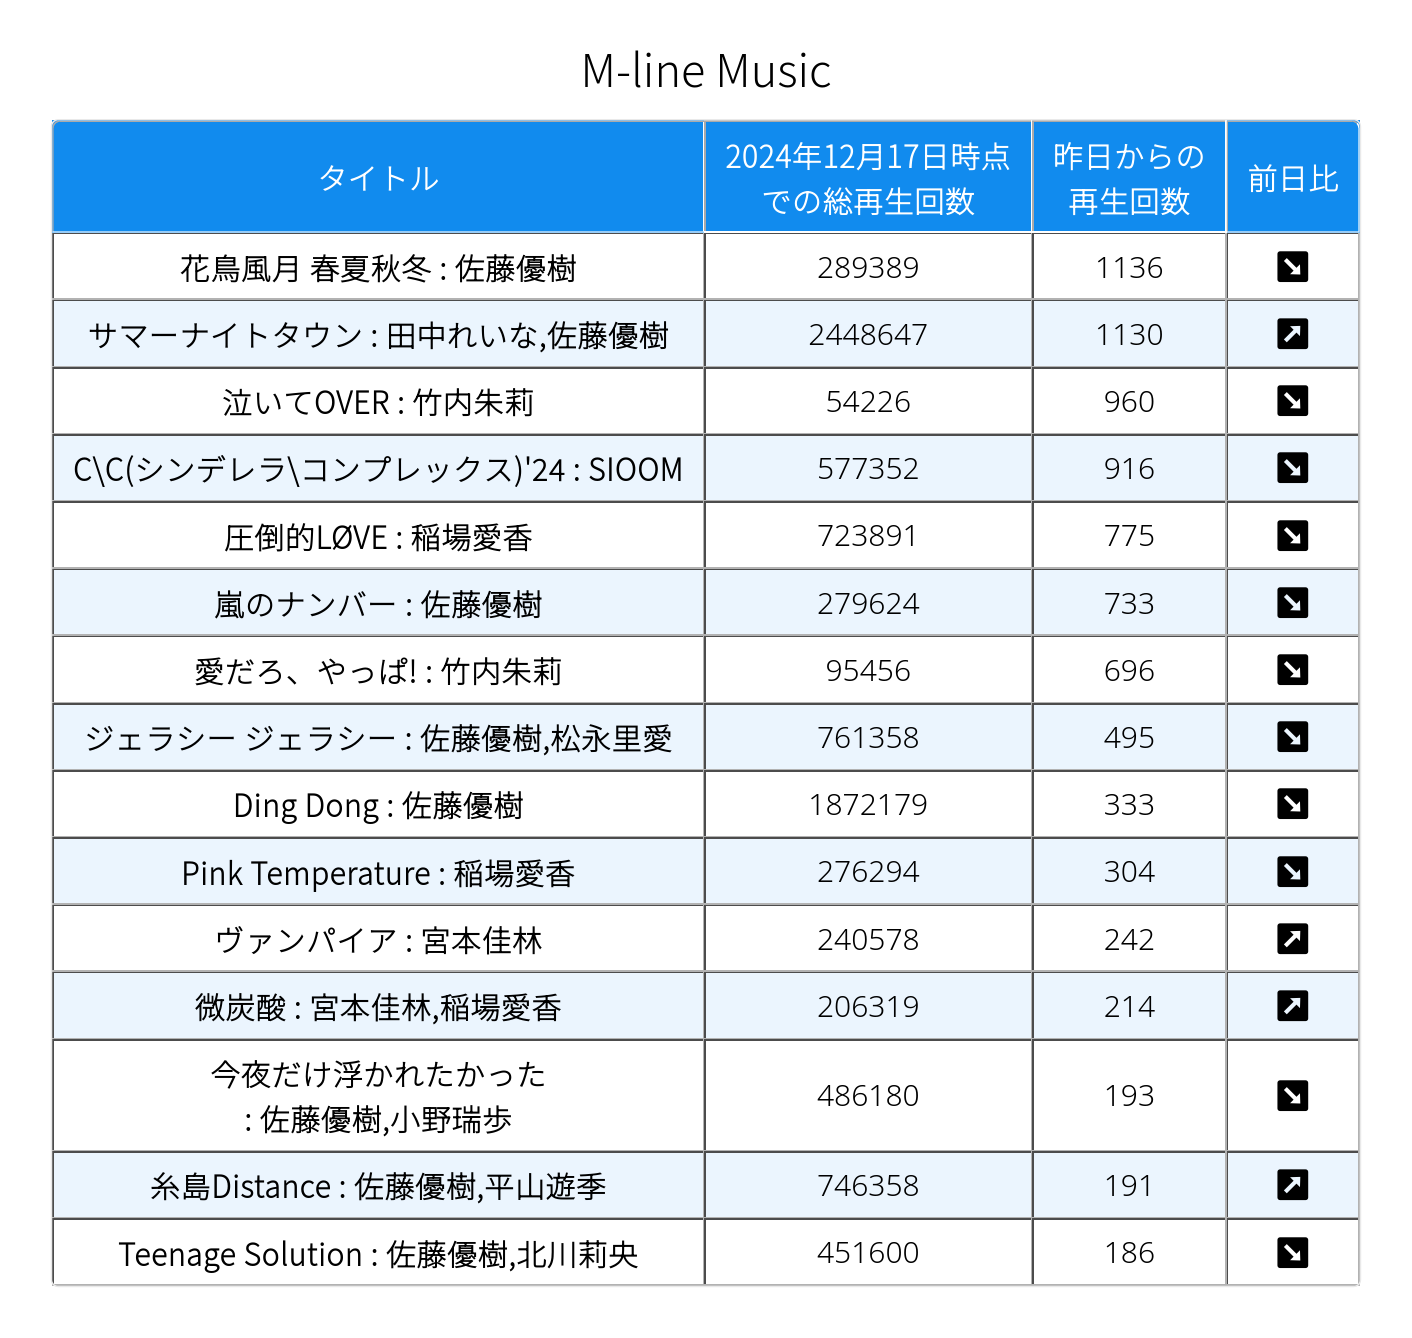 M-line Music
タイトル 2024年12月17日時点 での総再生回数 昨日からの 再生回数 前日比
花鳥風月 春夏秋冬 : 佐藤優樹 289389 1136 ↘
サマーナイトタウン : 田中れいな,佐藤優樹 2448647 1130 ↗
泣いてOVER : 竹内朱莉 54226 960 ↘
C\C(シンデレラ\コンプレックス)'24 : SIOOM 577352 916 ↘
圧倒的LØVE : 稲場愛香 723891 775 ↘
嵐のナンバー : 佐藤優樹 279624 733 ↘
愛だろ、やっぱ! : 竹内朱莉 95456 696 ↘
ジェラシー ジェラシー : 佐藤優樹,松永里愛 761358 495 ↘
Ding Dong : 佐藤優樹 1872179 333 ↘
Pink Temperature : 稲場愛香 276294 304 ↘
ヴァンパイア : 宮本佳林 240578 242 ↗
微炭酸 : 宮本佳林,稲場愛香 206319 214 ↗
今夜だけ浮かれたかった
: 佐藤優樹,小野瑞歩 486180 193 ↘
糸島Distance : 佐藤優樹,平山遊季 746358 191 ↗
Teenage Solution : 佐藤優樹,北川莉央 451600 186 ↘